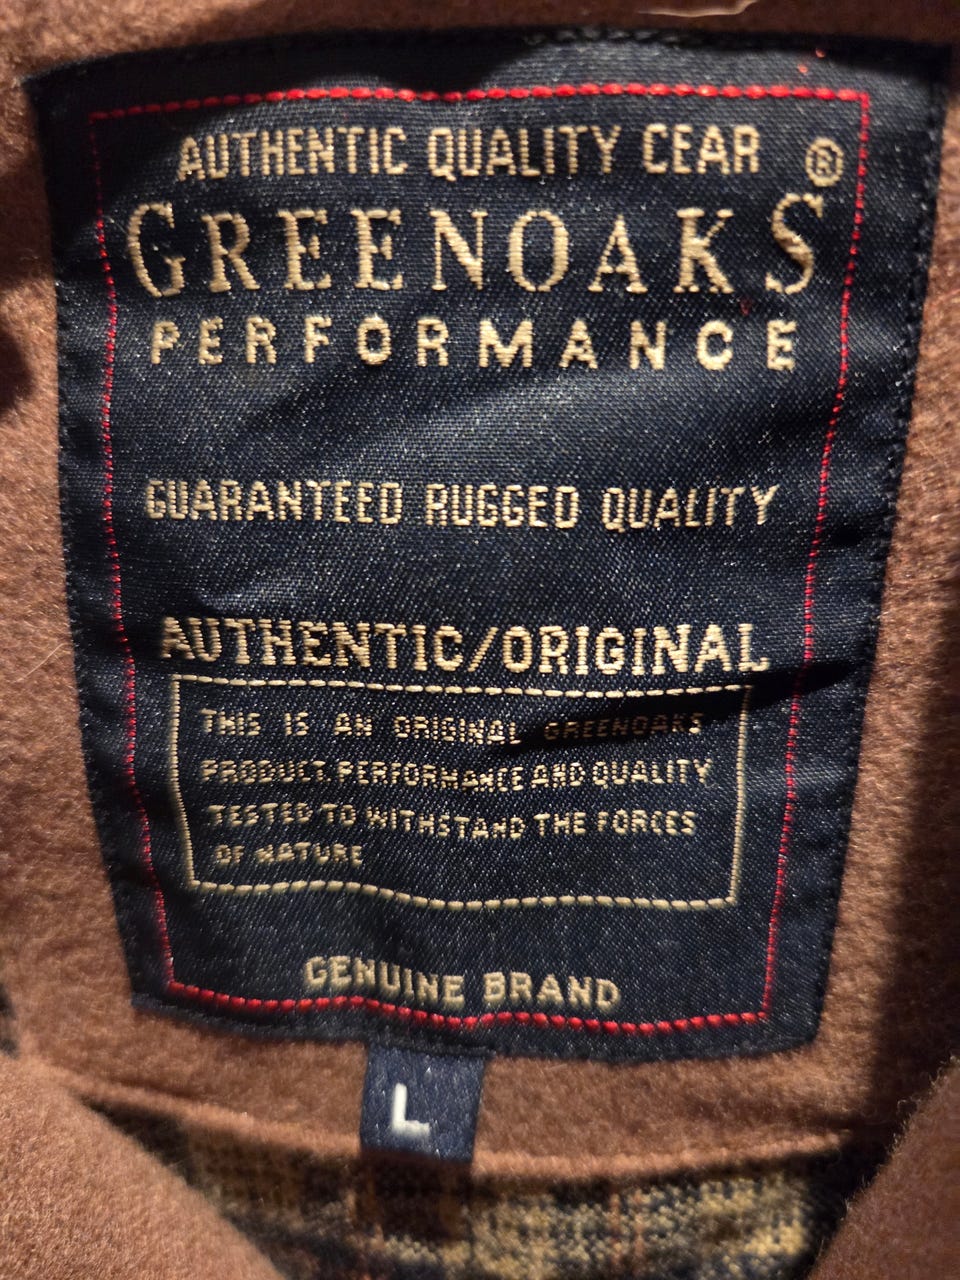 AUTHENTIC QUALITY GEAR ®
GREENOAKS
PERFORMANCE
GUARANTEED RUGGED QUALITY
AUTHENTIC/ORIGINAL
THIS IS AN ORIGINAL GREENOAKS
PRODUCT. PERFORMANCE AND QUALITY
TESTED TO WITHSTAND THE FORCES
OF NATURE
GENUINE BRAND
L